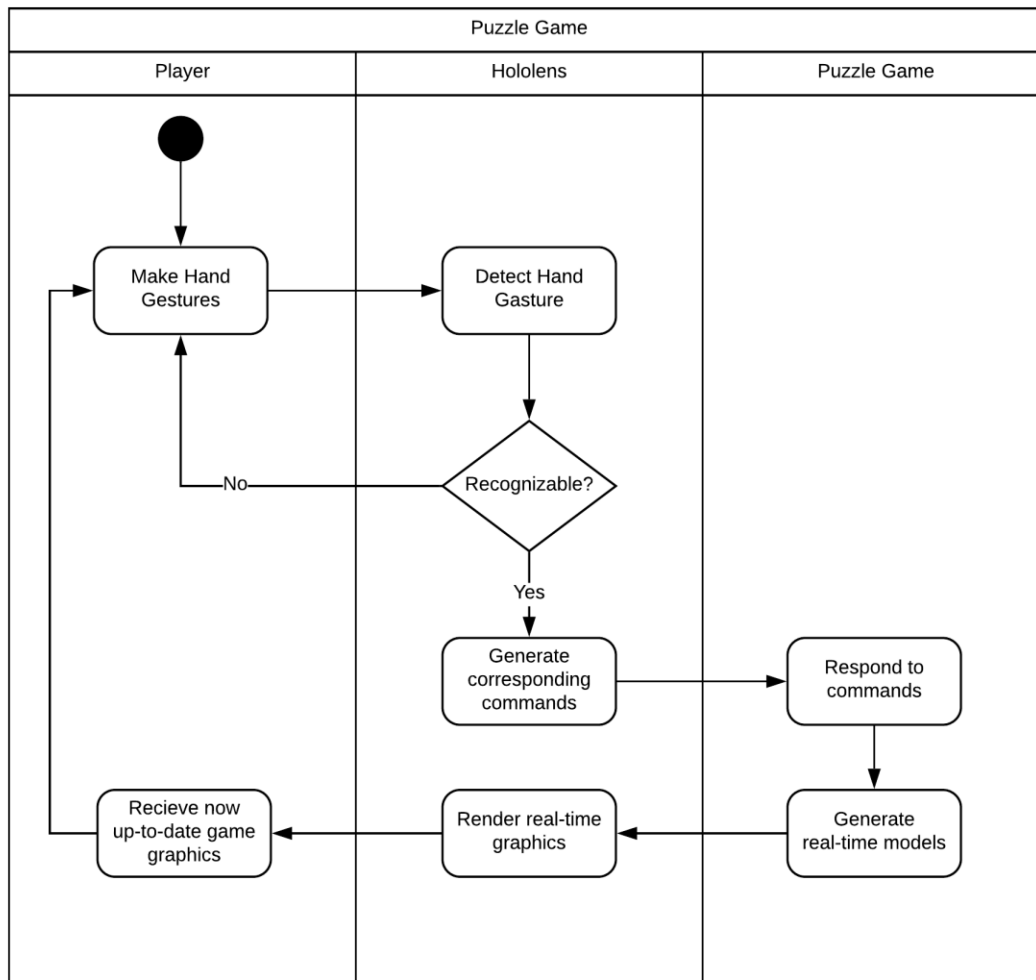 Puzzle Game
Player
Hololens
Puzzle Game
Make Hand
Gestures
Detect Hand
Gasture
Recognizable?
No
Yes
Generate
corresponding
commands
Respond to
commands
Recieve now
up-to-date game
graphics
Render real-time
graphics
Generate
real-time models